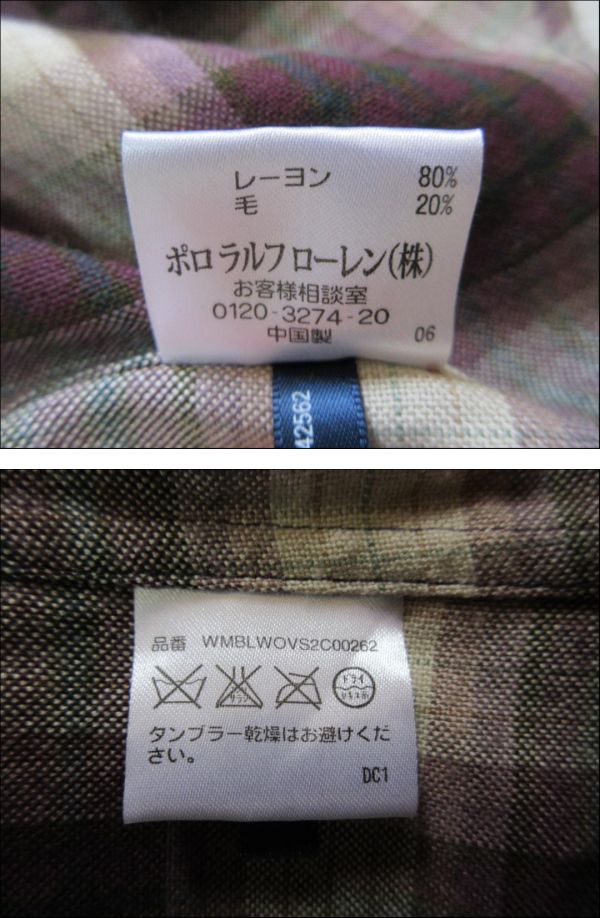 レーヨン 80%
毛 20%
ポロ ラルフ ローレン(株)
お客様相談室
0120-3274-20
中国製 06
42562
品番 WMBLWOVS2C00262
ドライ
タンブラー乾燥はお避けくだ
さい。
DC1